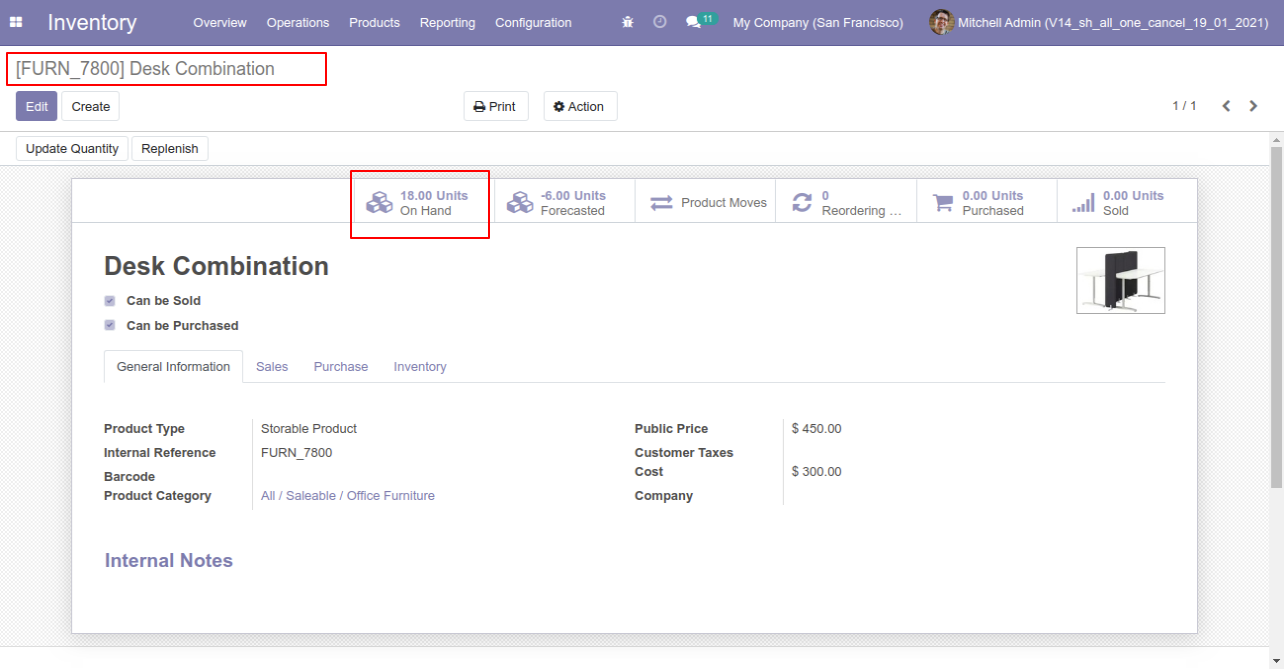 Inventory Overview Operations Products Reporting Configuration 11 My Company (San Francisco) Mitchell Admin (V14_sh_all_one_cancel_19_01_2021)
[FURN_7800] Desk Combination
Edit Create Print Action 1 / 1
Update Quantity Replenish
18.00 Units -6.00 Units Product Moves 0 0.00 Units 0.00 Units
On Hand Forecasted Reordering ... Purchased Sold
Desk Combination
Can be Sold
Can be Purchased
General Information Sales Purchase Inventory
Product Type Storable Product Public Price $ 450.00
Internal Reference FURN_7800 Customer Taxes
Barcode Cost $ 300.00
Product Category All / Saleable / Office Furniture Company
Internal Notes